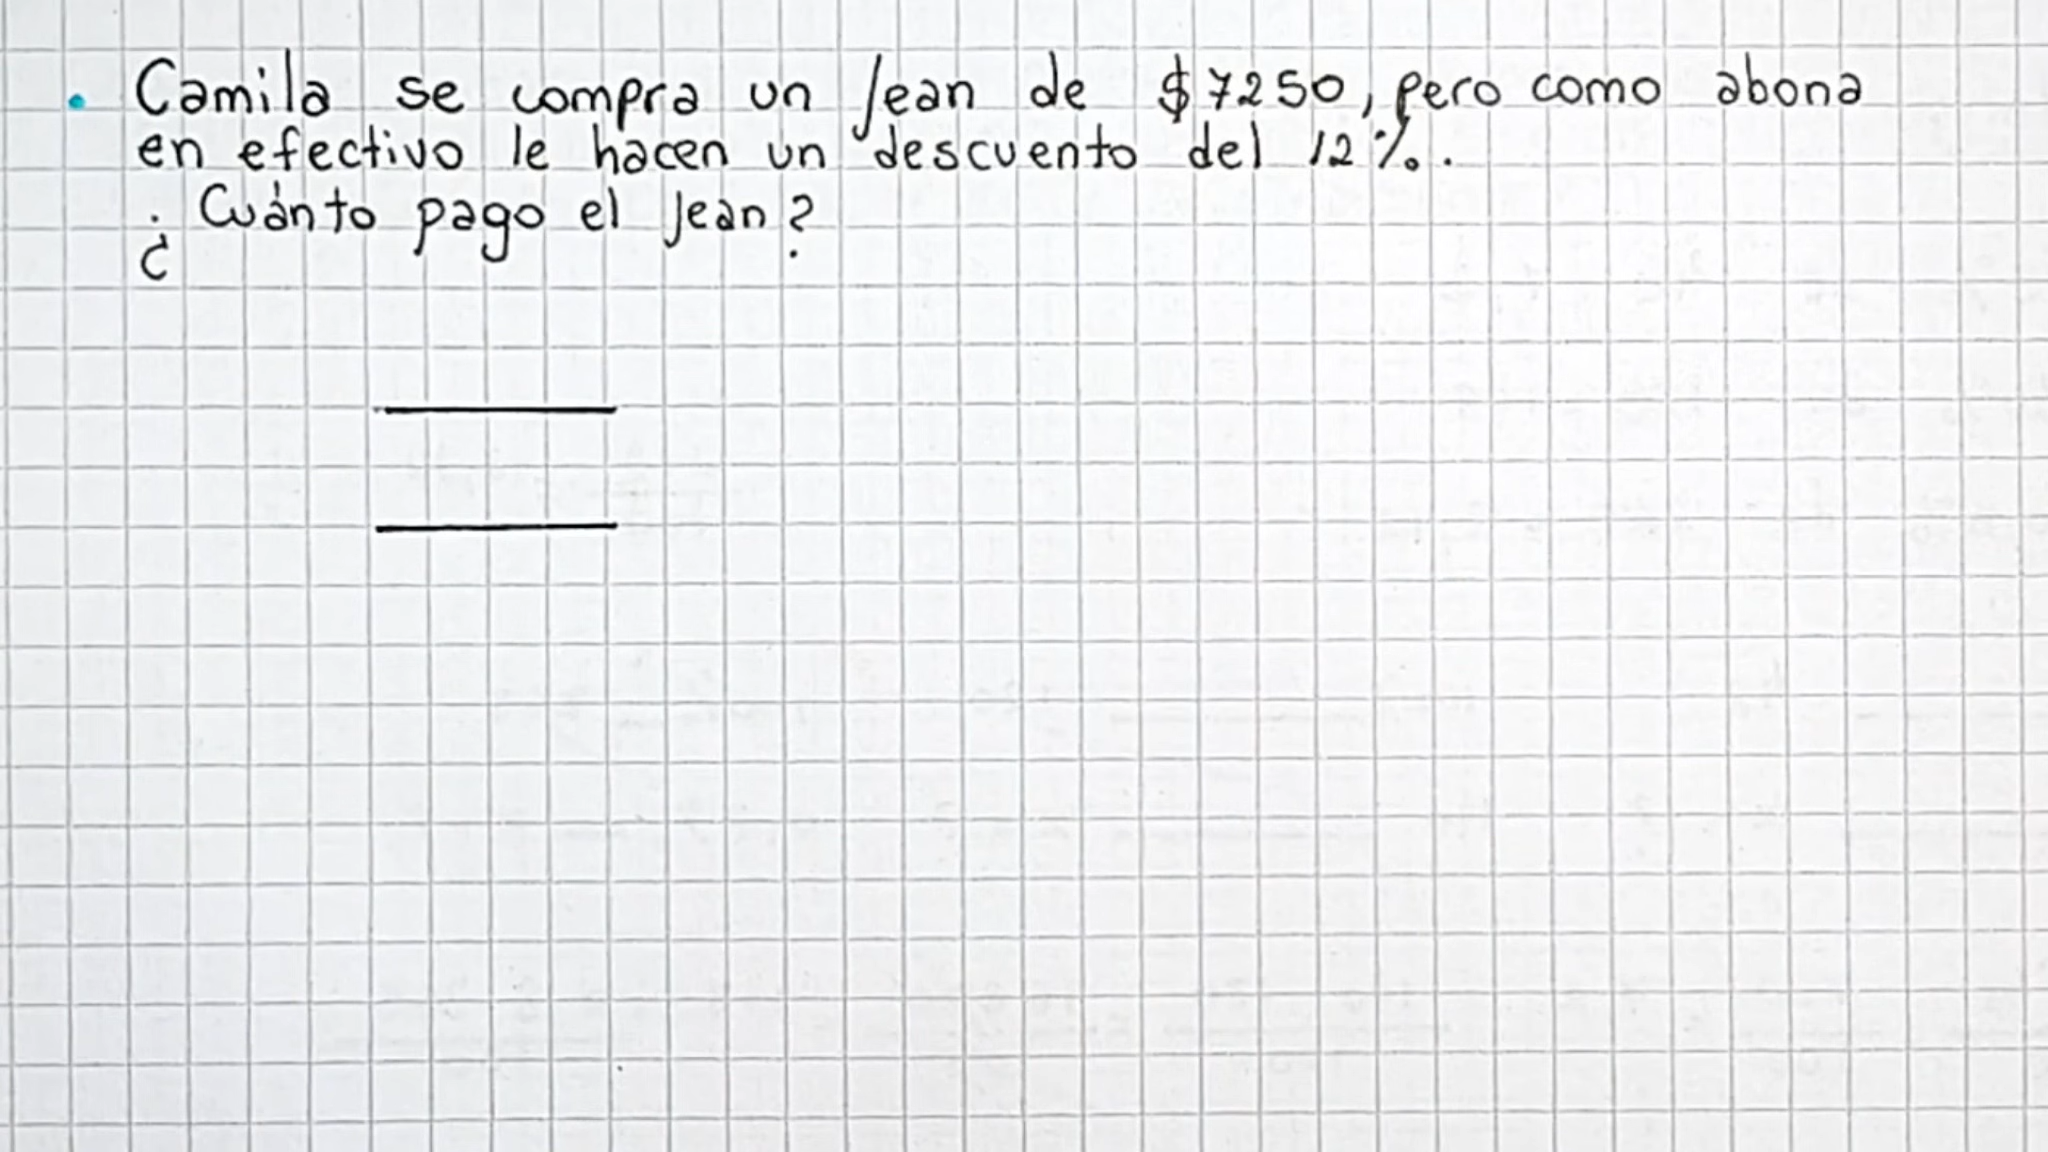 • Camila se compra un Jean de $7250, pero como abona
en efectivo le hacen un descuento del 12%.
¿Cuánto pago el Jean?